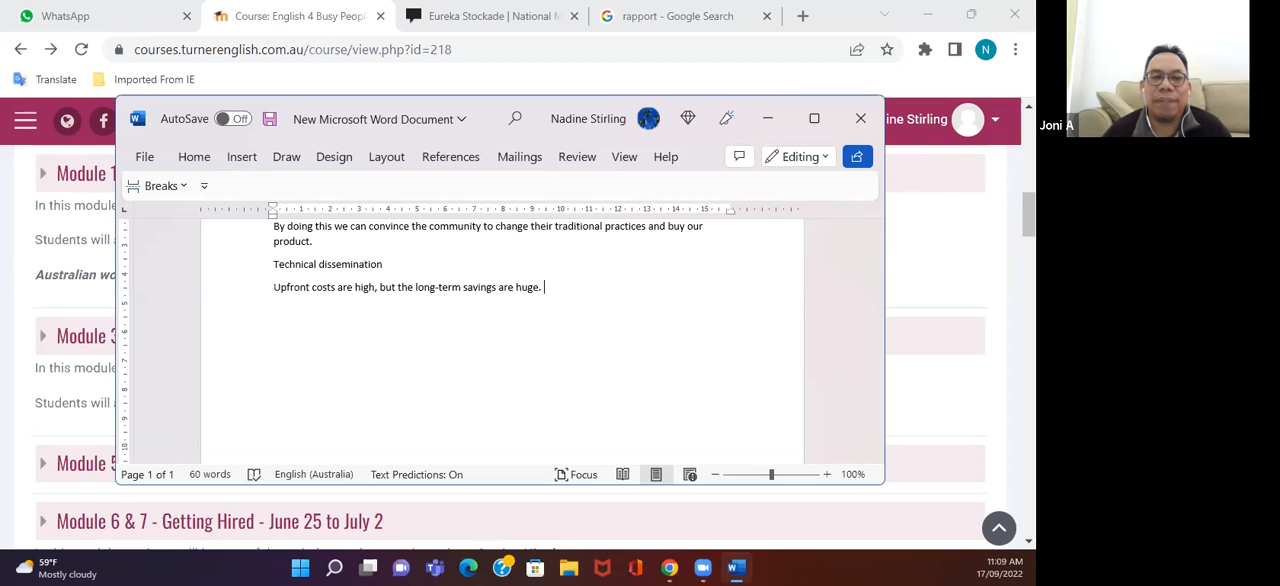 WhatsApp
Course: English 4 Busy Peopl
Eureka Stockade | National M
rapport - Google Search
courses.turnerenglish.com.au/course/view.php?id=218
N
Translate
Imported From IE
AutoSave
Off
New Microsoft Word Document
Nadine Stirling
ine Stirling
File Home Insert Draw Design Layout References Mailings Review View Help
Editing
Breaks
Module 1
In this module
Students will a
Australian wo
Module 3
In this module
Students will a
Module 5
Module 6 & 7 - Getting Hired - June 25 to July 2
By doing this we can convince the community to change their traditional practices and buy our
product.
Technical dissemination
Upfront costs are high, but the long-term savings are huge.
Page 1 of 1 60 words English (Australia) Text Predictions: On Focus 100%
Joni A
59°F
Mostly cloudy
11:09 AM
17/09/2022